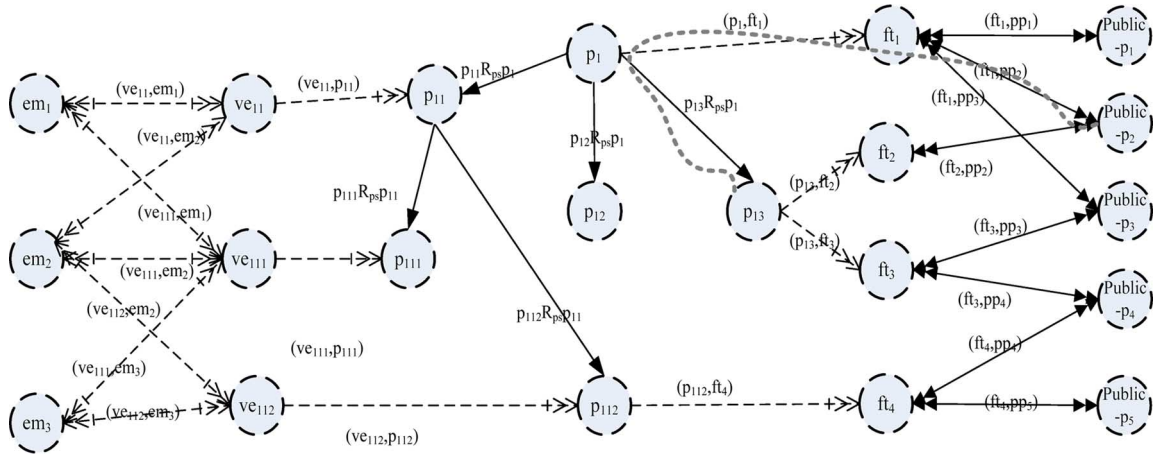 (p₁,ft₁)
p₁
ft₁
(ft₁,pp₁)
Public
-p₁
p₁₁Rₚₛp₁
(ft₁,pp₂)
(ve₁₁,em₁)
(ve₁₁,p₁₁)
em₁
ve₁₁
p₁₁
(ft₁,pp₃)
p₁₃Rₚₛp₁
Public
-p₂
(ve₁₁,em₂)
p₁₂Rₚₛp₁
ft₂
(ft₂,pp₂)
p₁₁₁Rₚₛp₁₁
(p₁₃,ft₂)
(ve₁₁₁,em₁)
p₁₂
p₁₃
Public
-p₃
(ft₃,pp₃)
(p₁₃,ft₃)
em₂
ve₁₁₁
p₁₁₁
(ve₁₁₁,em₂)
ft₃
(ft₃,pp₄)
Public
-p₄
(ve₁₁₂,em₂)
p₁₁₂Rₚₛp₁₁
(ve₁₁₁,p₁₁₁)
(ft₄,pp₄)
(ve₁₁₁,em₃)
(p₁₁₂,ft₄)
em₃
(ve₁₁₂,em₃)
ve₁₁₂
p₁₁₂
ft₄
(ft₄,pp₅)
Public
-p₅
(ve₁₁₂,p₁₁₂)